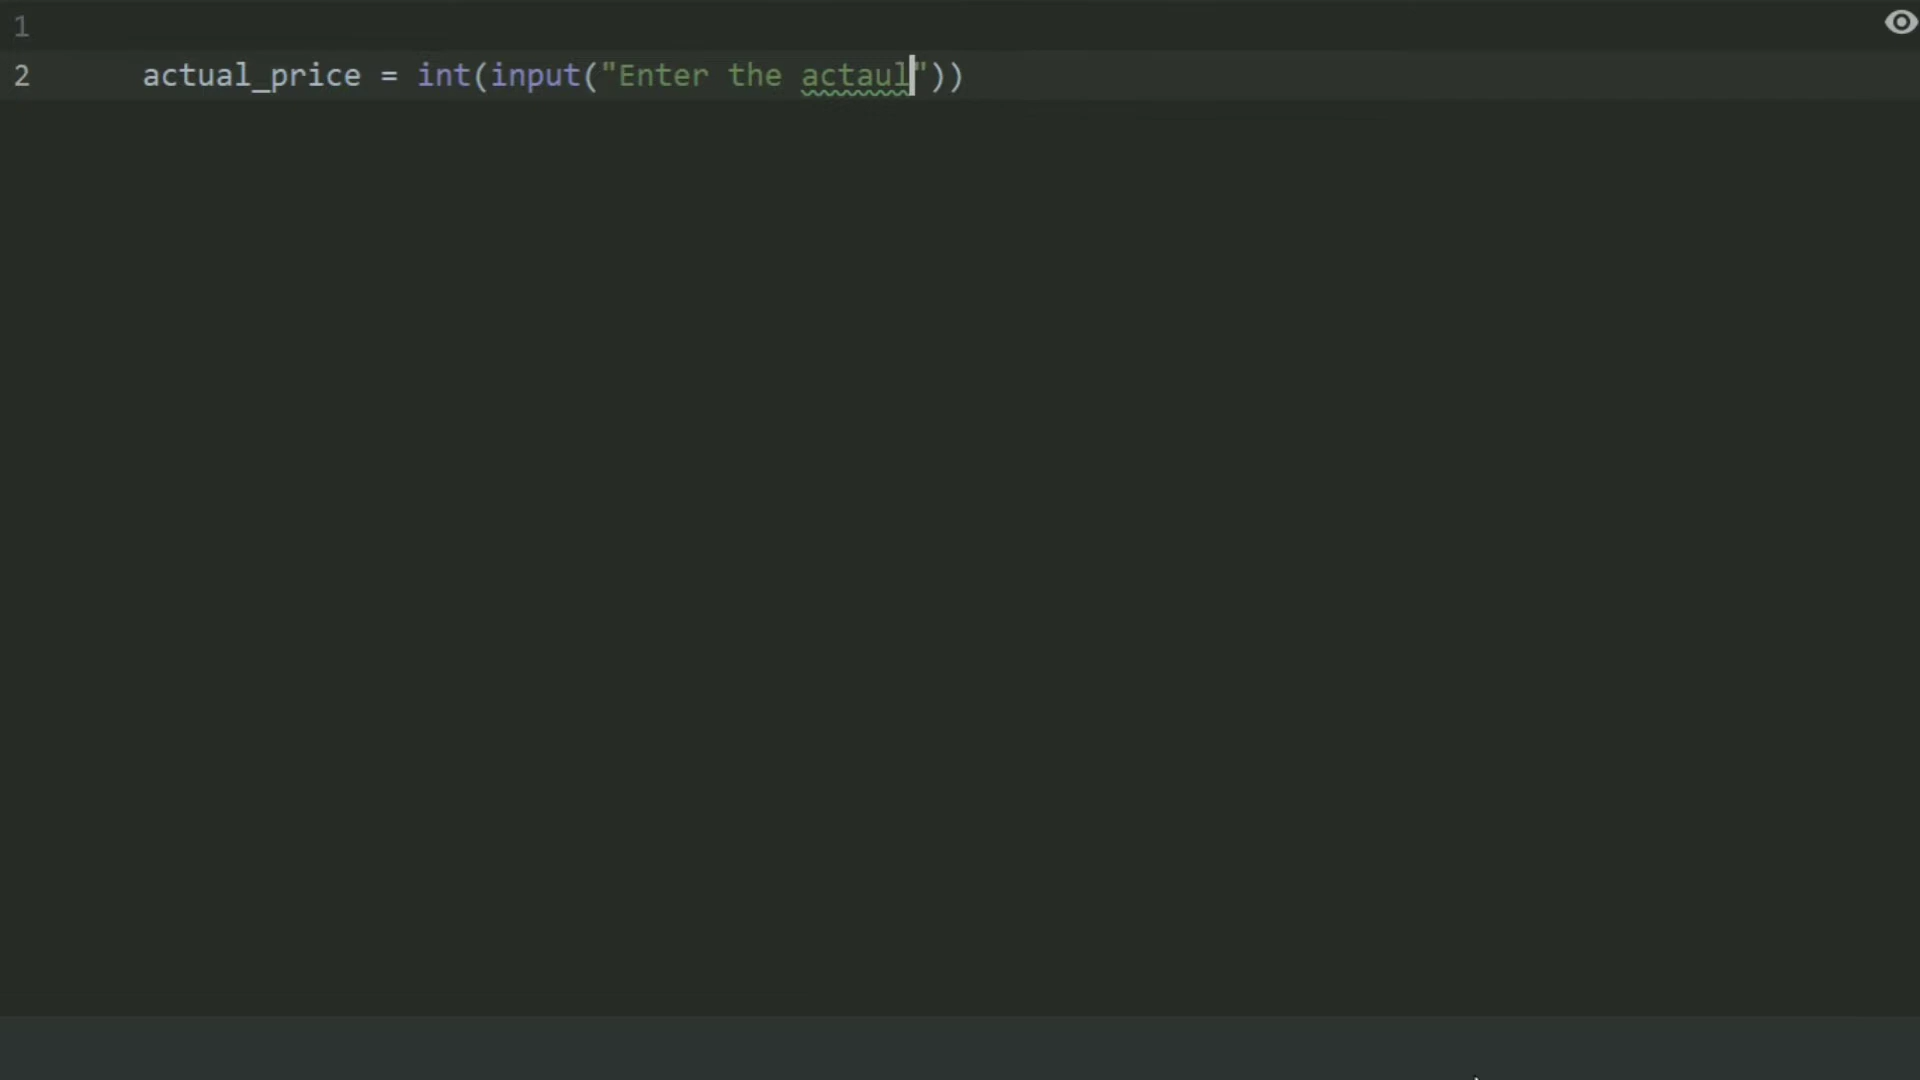 1
2 actual_price = int(input("Enter the actaul"))